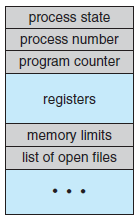 process state
process number
program counter
registers
memory limits
list of open files
• • •